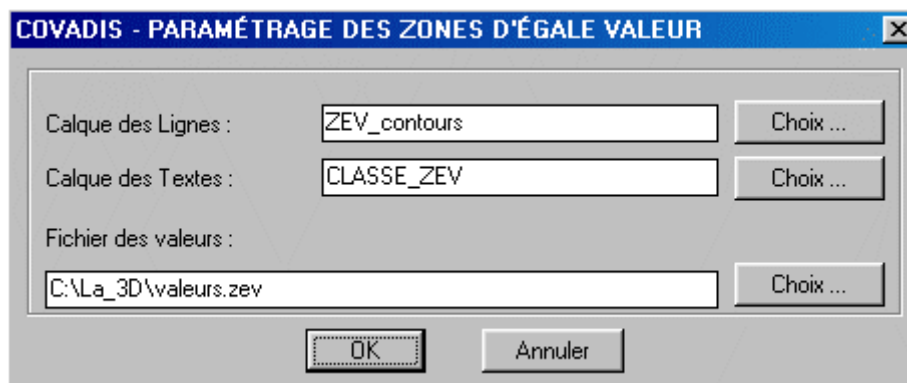 COVADIS - PARAMÉTRAGE DES ZONES D'ÉGALE VALEUR
Calque des Lignes : ZEV_contours Choix ...
Calque des Textes : CLASSE_ZEV Choix ...
Fichier des valeurs :
C:\La_3D\valeurs.zev Choix ...
OK Annuler